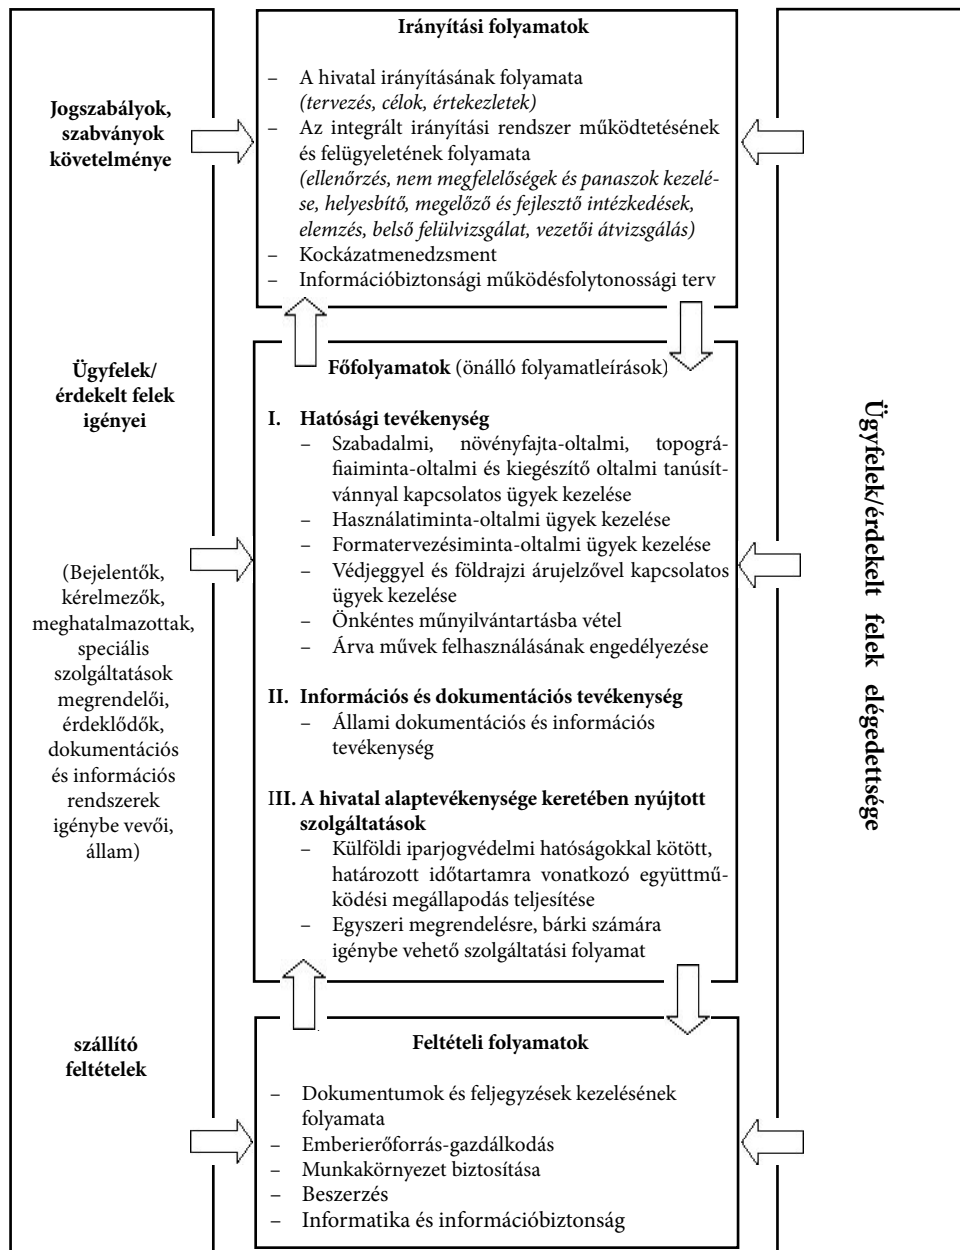 Jogszabályok,
szabványok
követelménye
Ügyfelek/
érdekelt felek
igényei
(Bejelentők,
kérelmezők,
meghatalmazottak,
speciális
szolgáltatások
megrendelői,
érdeklődők,
dokumentációs
és információs
rendszerek
igénybe vevői,
állam)
szállító
feltételek
Irányítási folyamatok
– A hivatal irányításának folyamata
(tervezés, célok, értekezletek)
– Az integrált irányítási rendszer működtetésének
és felügyeletének folyamata
(ellenőrzés, nem megfelelőségek és panaszok kezelé-
se, helyesbítő, megelőző és fejlesztő intézkedések,
elemzés, belső felülvizsgálat, vezetői átvizsgálás)
– Kockázatmenedzsment
– Információbiztonsági működésfolytonossági terv
Főfolyamatok (önálló folyamatleírások)
I. Hatósági tevékenység
– Szabadalmi, növényfajta-oltalmi, topográ-
fiaiminta-oltalmi és kiegészítő oltalmi tanúsít-
vánnyal kapcsolatos ügyek kezelése
– Használatiminta-oltalmi ügyek kezelése
– Formatervezésiminta-oltalmi ügyek kezelése
– Védjeggyel és földrajzi árujelzővel kapcsolatos
ügyek kezelése
– Önkéntes műnyilvántartásba vétel
– Árva művek felhasználásának engedélyezése
II. Információs és dokumentációs tevékenység
– Állami dokumentációs és információs
tevékenység
III. A hivatal alaptevékenysége keretében nyújtott
szolgáltatások
– Külföldi iparjogvédelmi hatóságokkal kötött,
határozott időtartamra vonatkozó együttmű-
ködési megállapodás teljesítése
– Egyszeri megrendelésre, bárki számára
igénybe vehető szolgáltatási folyamat
Feltételi folyamatok
– Dokumentumok és feljegyzések kezelésének
folyamata
– Emberierőforrás-gazdálkodás
– Munkakörnyezet biztosítása
– Beszerzés
– Informatika és információbiztonság
Ügyfelek/érdekelt felek elégedettsége